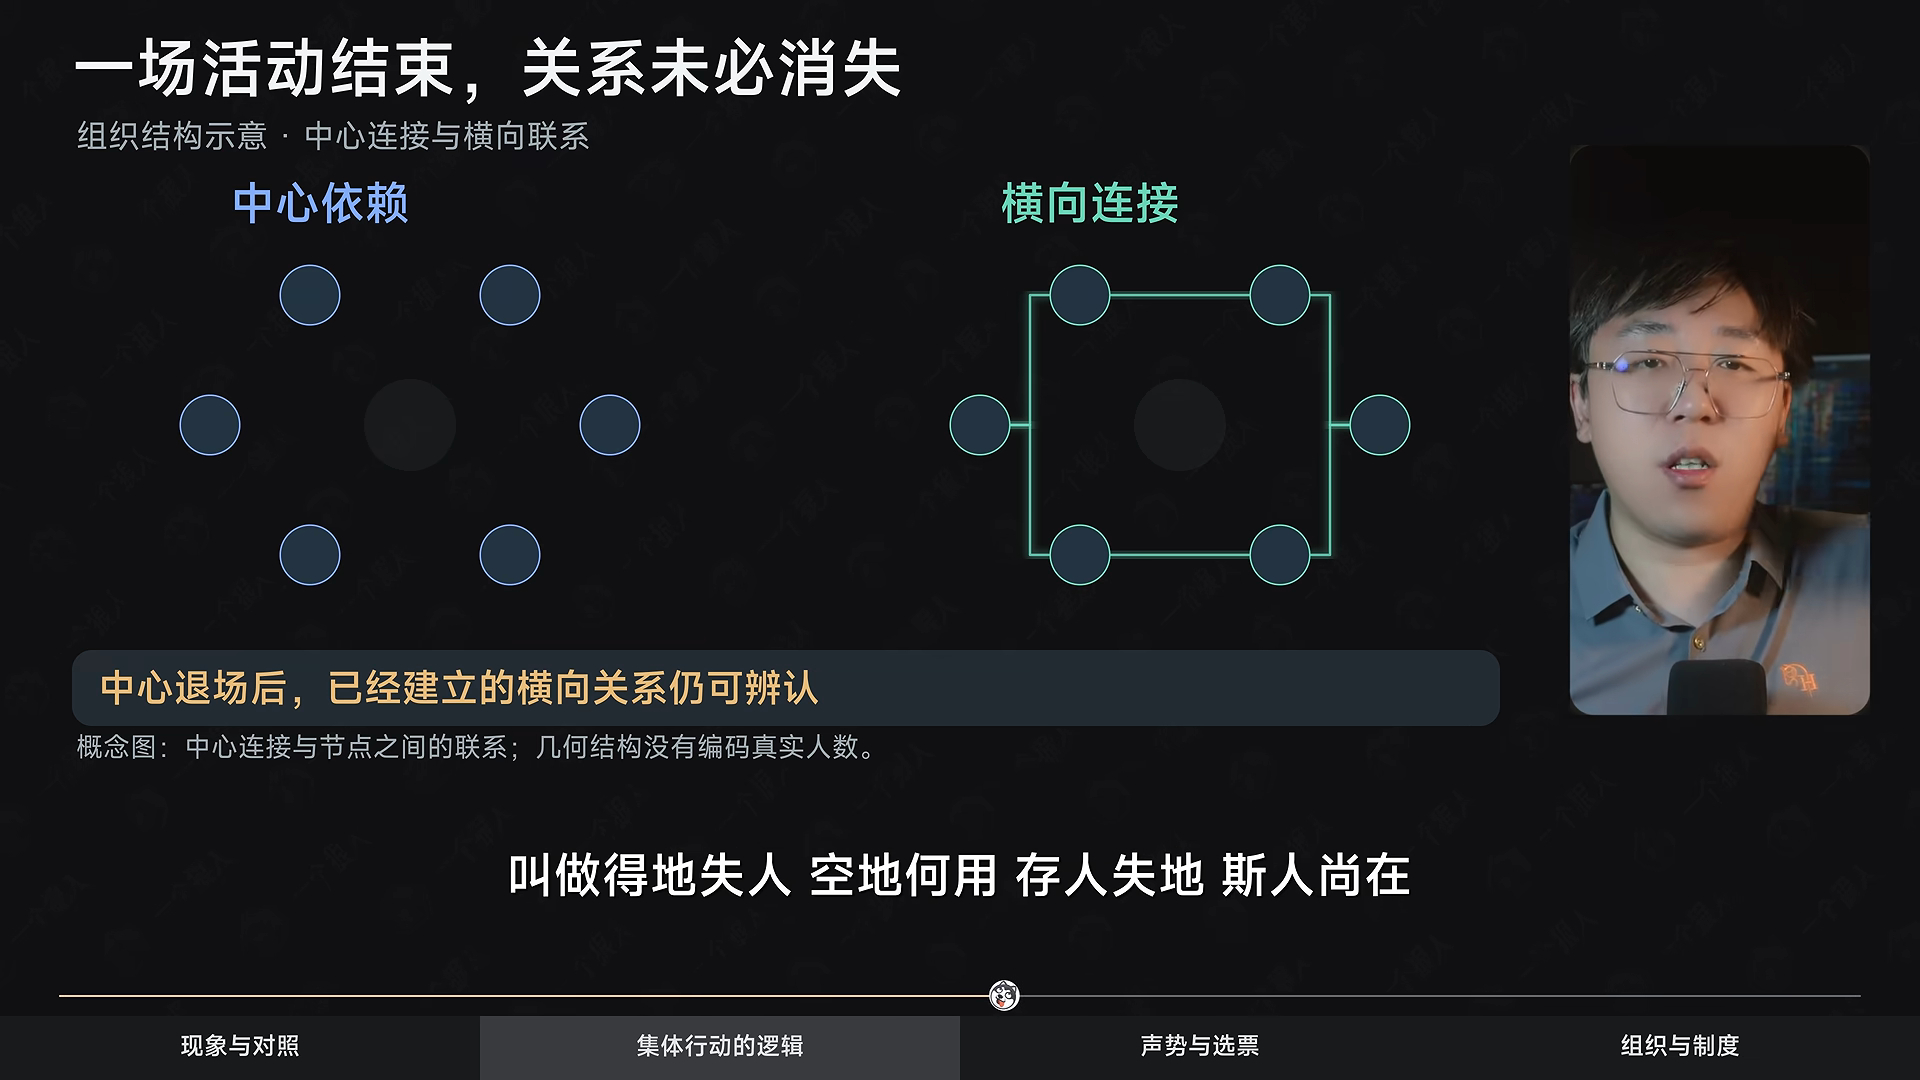 一场活动结束，关系未必消失
组织结构示意 · 中心连接与横向联系
中心依赖
横向连接
中心退场后，已经建立的横向关系仍可辨认
概念图：中心连接与节点之间的联系；几何结构没有编码真实人数。
叫做得地失人 空地何用 存人失地 斯人尚在
现象与对照
集体行动的逻辑
声势与选票
组织与制度